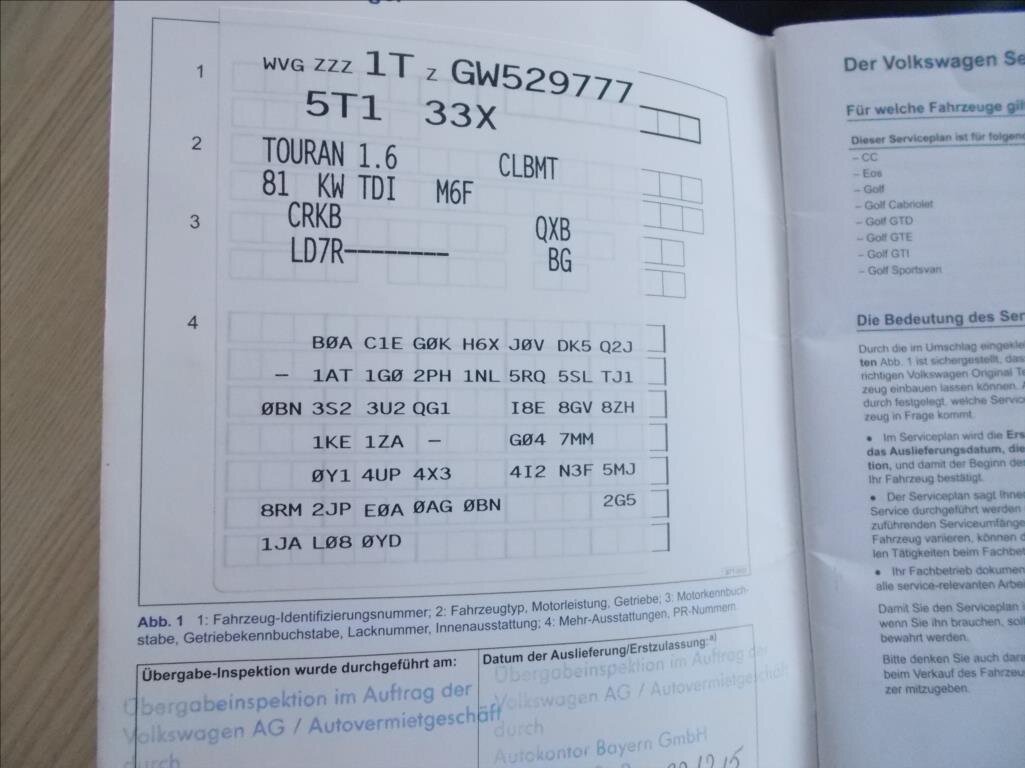 1
WVG ZZZ 1T Z GW529777
5T1 33X
2
TOURAN 1.6 CLBMT
81 KW TDI M6F
3
CRKB QXB
LD7R--------- BG
4
BØA C1E GØK H6X JØV DK5 Q2J
– 1AT 1GØ 2PH 1NL 5RQ 5SL TJ1
ØBN 3S2 3U2 QG1 I8E 8GV 8ZH
1KE 1ZA – GØ4 7MM
ØY1 4UP 4X3 4I2 N3F 5MJ
8RM 2JP EØA ØAG ØBN 2G5
1JA LØ8 ØYD
Abb. 1 1: Fahrzeug-Identifizierungsnummer; 2: Fahrzeugtyp, Motorleistung, Getriebe; 3: Motorkennbuch-
stabe, Getriebekennbuchstabe, Lacknummer, Innenausstattung; 4: Mehr-Ausstattungen, PR-Nummern.
Übergabe-Inspektion wurde durchgeführt am:
Übergabeinspektion im Auftrag der
Volkswagen AG / Autovermietgeschäft
durch
Datum der Auslieferung/Erstzulassung:a)
Übergabeinspektion im Auftrag der
Volkswagen AG / Autovermietgeschäft
durch
Autokontor Bayern GmbH
Der Volkswagen Se
Für welche Fahrzeuge gil
Dieser Serviceplan ist für folgen
– CC
– Eos
– Golf
– Golf Cabriolet
– Golf GTD
– Golf GTE
– Golf GTI
– Golf Sportsvan
Die Bedeutung des Ser
Durch die im Umschlag eingekle
ten Abb. 1 ist sichergestellt, das
richtigen Volkswagen Original Te
zeug einbauen lassen können. A
durch festgelegt, welche Service
zeug in Frage kommt.
• Im Serviceplan wird die Ers
das Auslieferungsdatum, die
tion, und damit der Beginn des
Ihr Fahrzeug bestätigt.
• Der Serviceplan sagt Ihnen
Service durchgeführt werden
zuführenden Serviceumfänge
Fahrzeug variieren, können d
len Tätigkeiten beim Fachbet
• Ihr Fachbetrieb dokumen
alle service-relevanten Arbei
Damit Sie den Serviceplan i
wenn Sie ihn brauchen, soll
bewahrt werden.
Bitte denken Sie auch dara
beim Verkauf des Fahrzeu
zer mitzugeben.